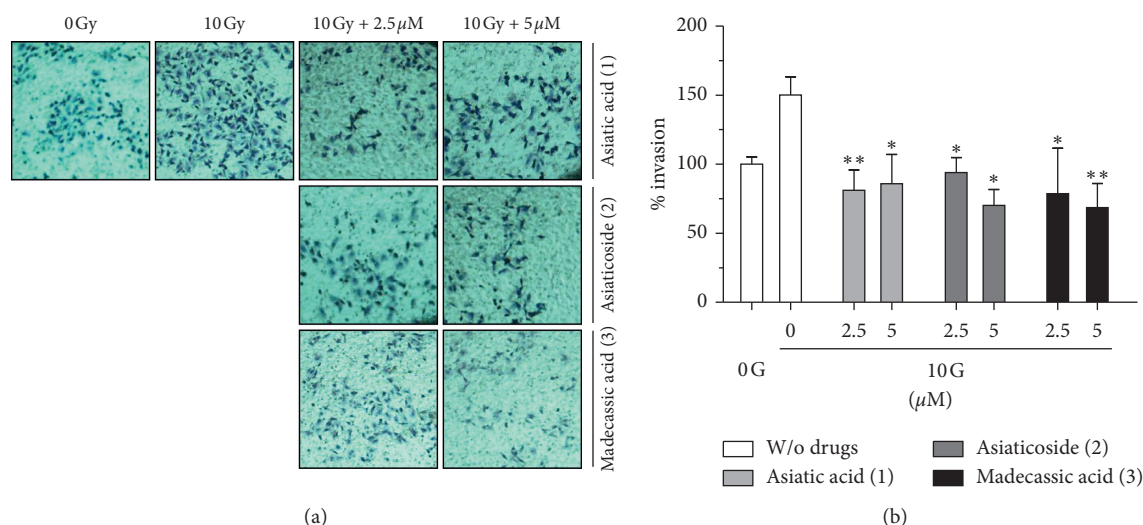 0 Gy 10 Gy 10 Gy + 2.5 μM 10 Gy + 5 μM
Asiatic acid (1)
Asiaticoside (2)
Madecassic acid (3)
(a)
% invasion
200
150
100
50
0
** * * * * **
0 2.5 5 2.5 5 2.5 5
0 G 10 G
(μM)
W/o drugs Asiaticoside (2)
Asiatic acid (1) Madecassic acid (3)
(b)